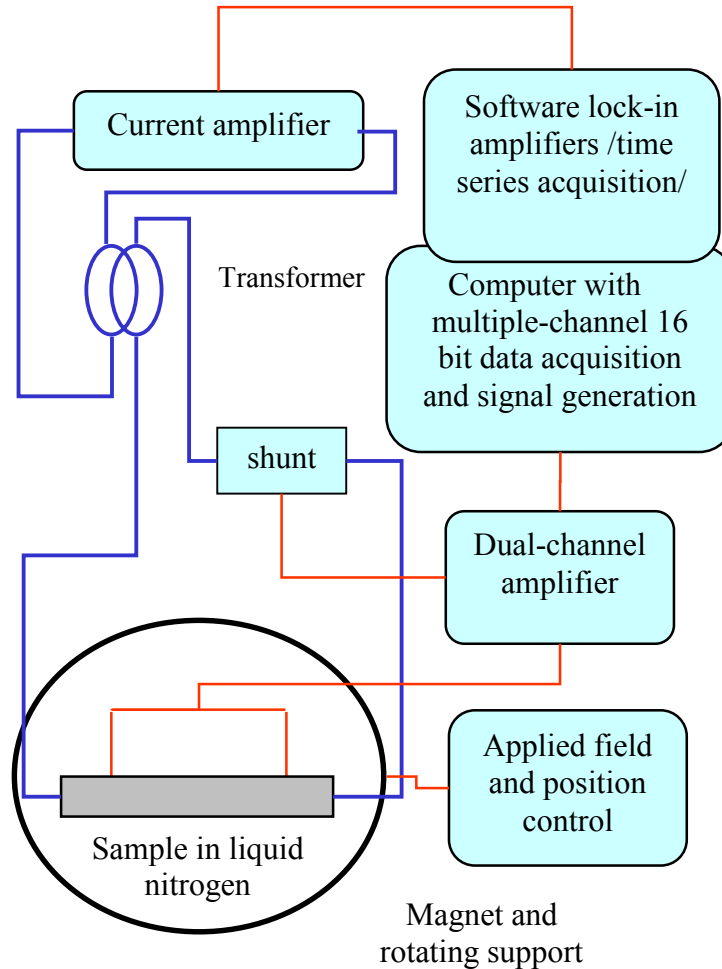 Current amplifier
Software lock-in
amplifiers /time
series acquisition/
Transformer
Computer with
multiple-channel 16
bit data acquisition
and signal generation
shunt
Dual-channel
amplifier
Applied field
and position
control
Sample in liquid
nitrogen
Magnet and
rotating support